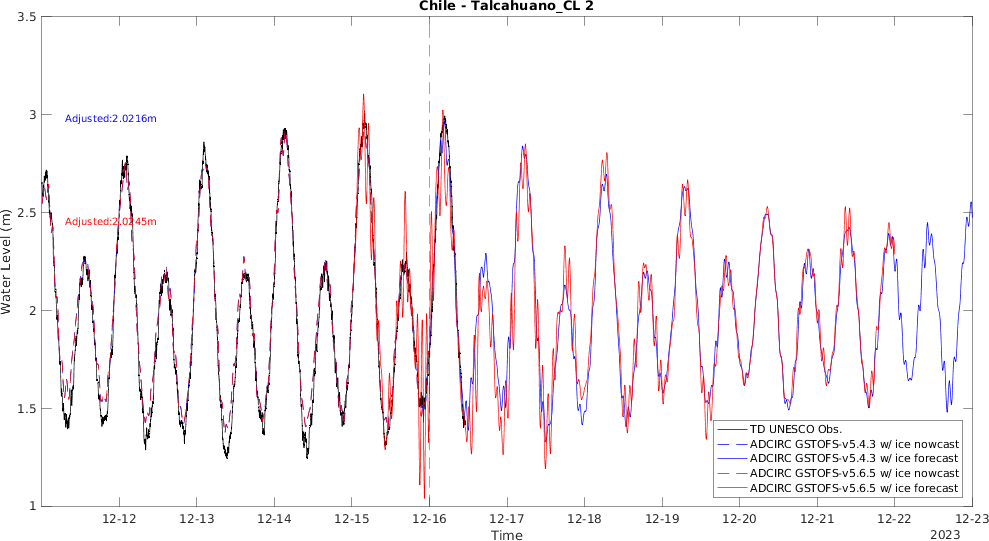 Chile - Talcahuano_CL 2
3.5
3
2.5
2
1.5
1
Water Level (m)
Adjusted:2.0216m
Adjusted:2.0245m
TD UNESCO Obs.
ADCIRC GSTOFS-v5.4.3 w/ ice nowcast
ADCIRC GSTOFS-v5.4.3 w/ ice forecast
ADCIRC GSTOFS-v5.6.5 w/ ice nowcast
ADCIRC GSTOFS-v5.6.5 w/ ice forecast
12-12 12-13 12-14 12-15 12-16 12-17 12-18 12-19 12-20 12-21 12-22 12-23
Time
2023